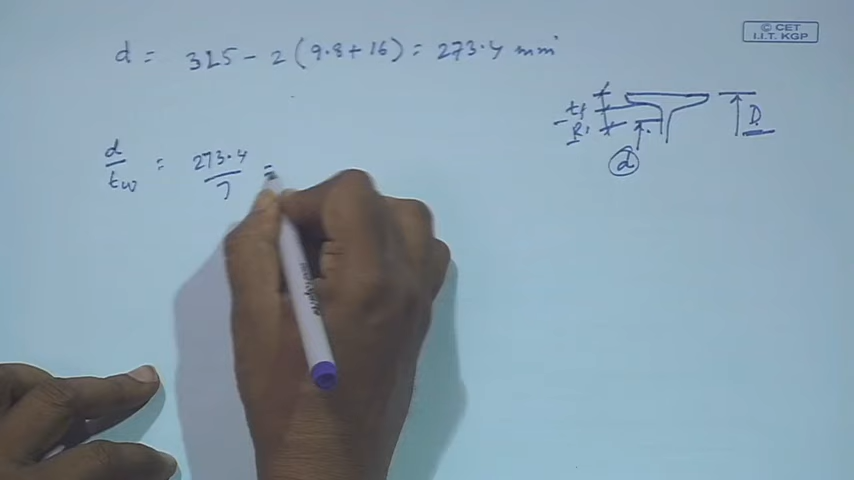 © CET
I.I.T. KGP
d = 325 - 2 (9.8 + 16) = 273.4 mm
tf
R1
D
d
d/tw = 273.4/7 =